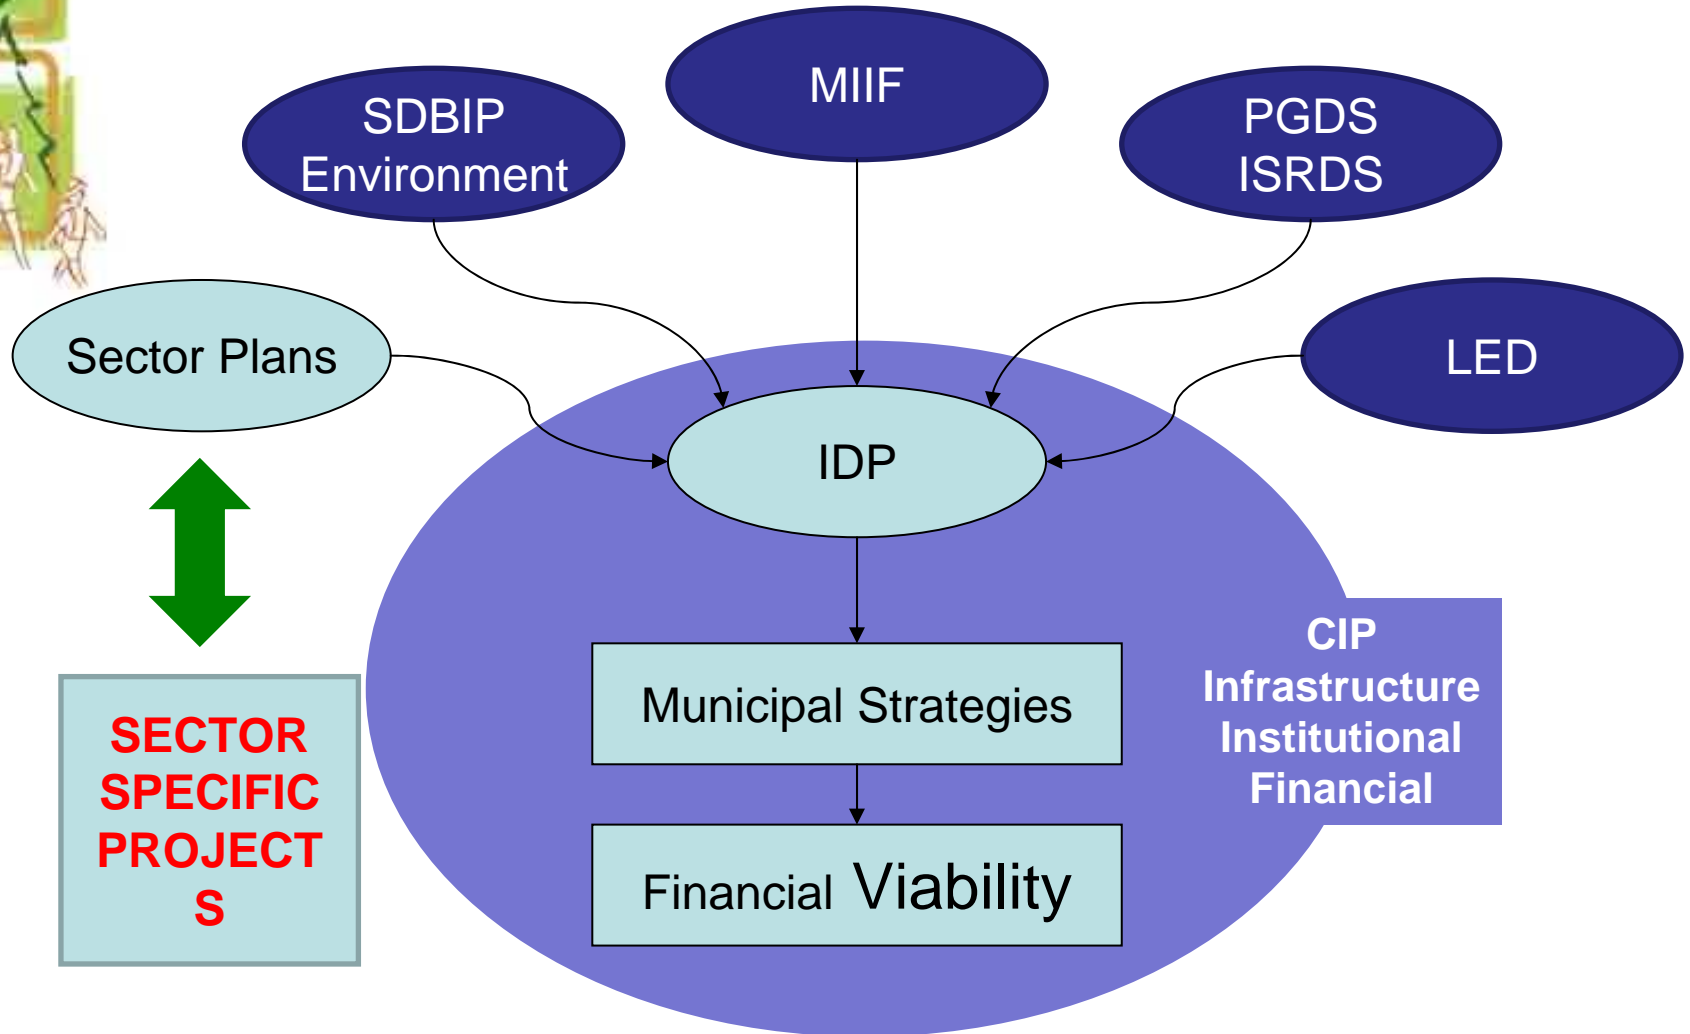 MIIF
SDBIP
Environment
PGDS
ISRDS
Sector Plans
LED
IDP
CIP
Infrastructure
Institutional
Financial
Municipal Strategies
SECTOR
SPECIFIC
PROJECT
S
Financial Viability